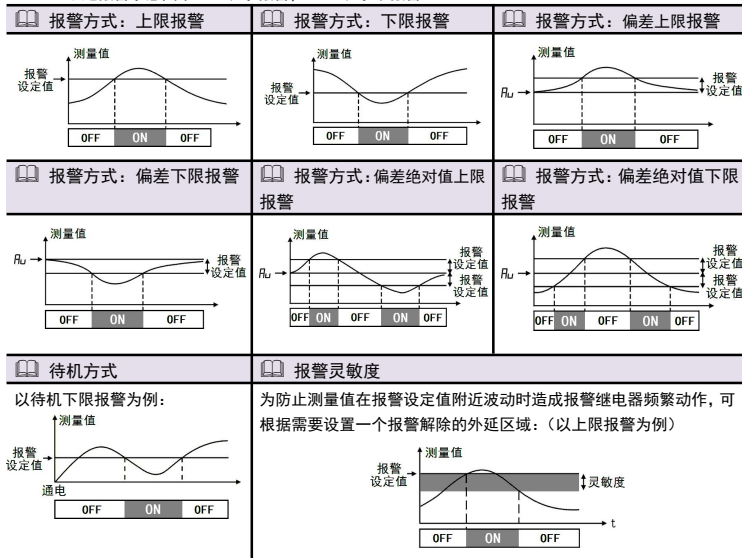 报警方式：上限报警
测量值
报警
设定值
OFF ON OFF
报警方式：下限报警
测量值
报警
设定值
OFF ON OFF
报警方式：偏差上限报警
测量值
Au
报警
设定值
OFF ON OFF
报警方式：偏差下限报警
测量值
Au
报警
设定值
OFF ON OFF
报警方式：偏差绝对值上限
报警
测量值
Au
报警
设定值
报警
设定值
OFF ON OFF ON OFF
报警方式：偏差绝对值下限
报警
测量值
Au
报警
设定值
报警
设定值
OFF ON OFF ON OFF
待机方式
以待机下限报警为例：
测量值
报警
设定值
通电
OFF ON OFF
报警灵敏度
为防止测量值在报警设定值附近波动时造成报警继电器频繁动作，可
根据需要设置一个报警解除的外延区域：（以上限报警为例）
测量值
报警
设定值
灵敏度
t
OFF ON OFF